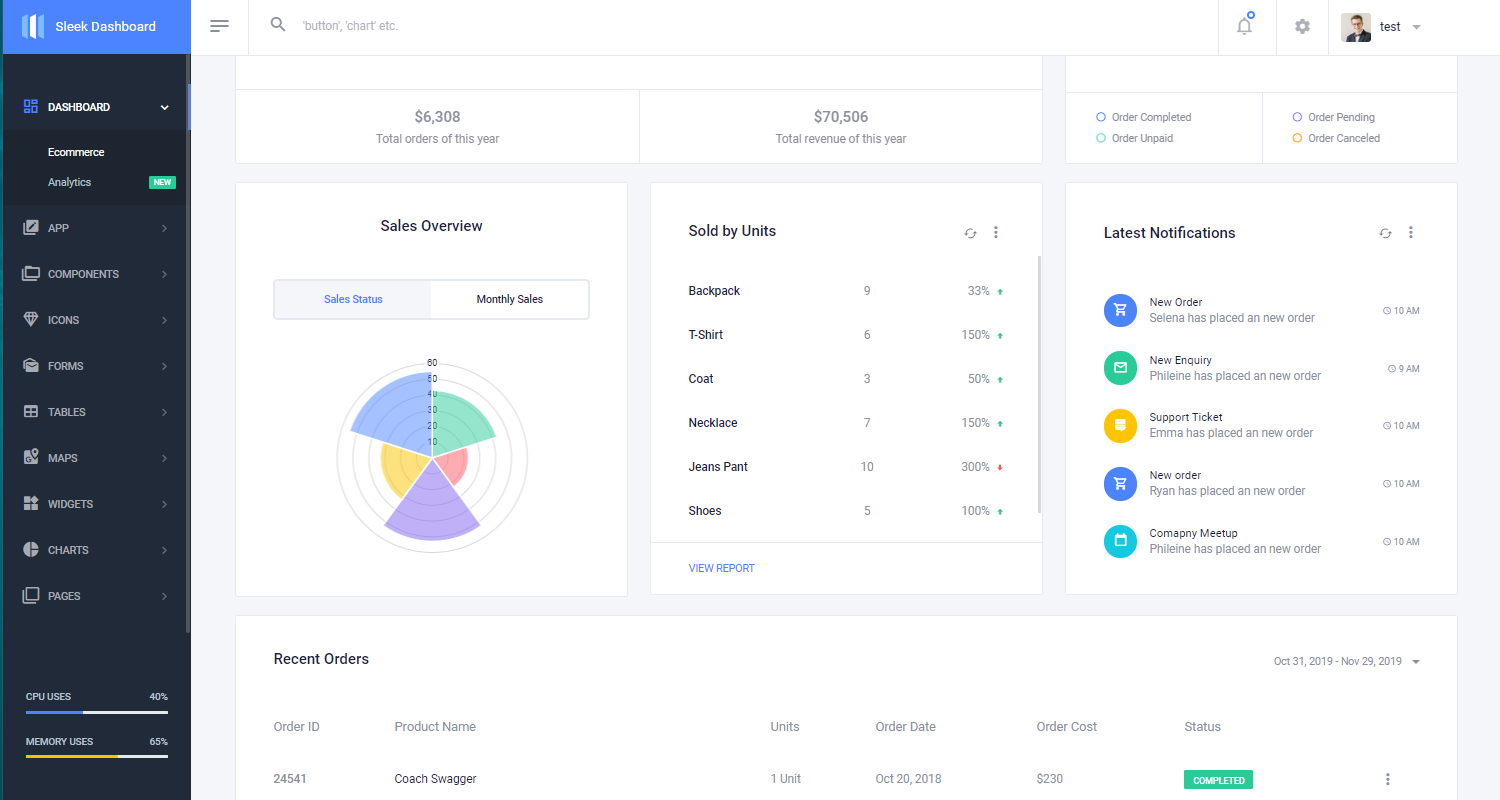 Sleek Dashboard
'button', 'chart' etc.
test
DASHBOARD
Ecommerce
Analytics NEW
APP
COMPONENTS
ICONS
FORMS
TABLES
MAPS
WIDGETS
CHARTS
PAGES
CPU USES 40%
MEMORY USES 65%
$6,308
Total orders of this year
$70,506
Total revenue of this year
Order Completed
Order Pending
Order Unpaid
Order Canceled
Sales Overview
Sales Status
Monthly Sales
60
50
40
30
20
10
Sold by Units
Backpack 9 33%
T-Shirt 6 150%
Coat 3 50%
Necklace 7 150%
Jeans Pant 10 300%
Shoes 5 100%
VIEW REPORT
Latest Notifications
New Order
Selena has placed an new order
10 AM
New Enquiry
Phileine has placed an new order
9 AM
Support Ticket
Emma has placed an new order
10 AM
New order
Ryan has placed an new order
10 AM
Comapny Meetup
Phileine has placed an new order
10 AM
Recent Orders
Oct 31, 2019 - Nov 29, 2019
Order ID Product Name Units Order Date Order Cost Status
24541 Coach Swagger 1 Unit Oct 20, 2018 $230 COMPLETED